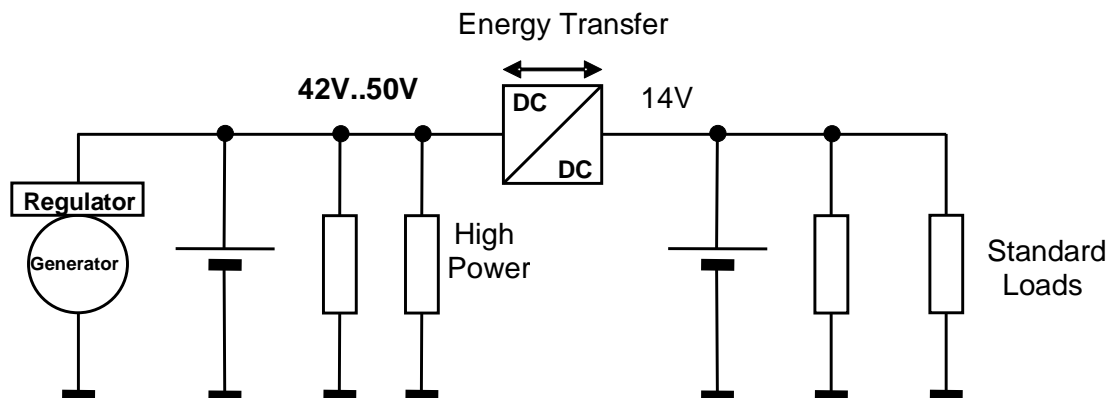 Energy Transfer
42V..50V
DC
14V
DC
Regulator
Generator
High
Power
Standard
Loads